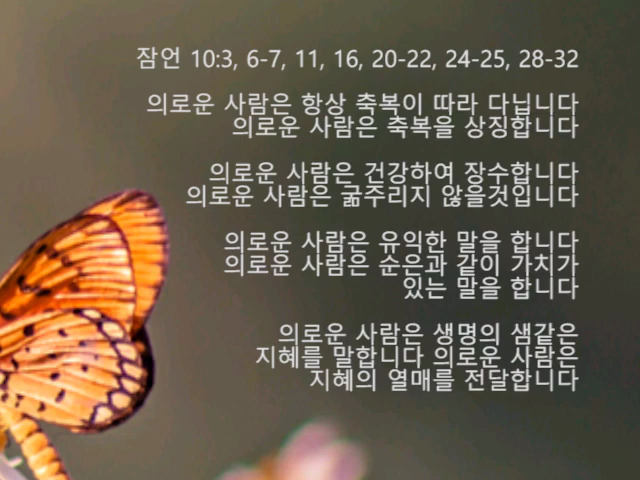 잠언 10:3, 6-7, 11, 16, 20-22, 24-25, 28-32
의로운 사람은 항상 축복이 따라 다닙니다
의로운 사람은 축복을 상징합니다
의로운 사람은 건강하여 장수합니다
의로운 사람은 굶주리지 않을것입니다
의로운 사람은 유익한 말을 합니다
의로운 사람은 순은과 같이 가치가
있는 말을 합니다
의로운 사람은 생명의 샘같은
지혜를 말합니다 의로운 사람은
지혜의 열매를 전달합니다